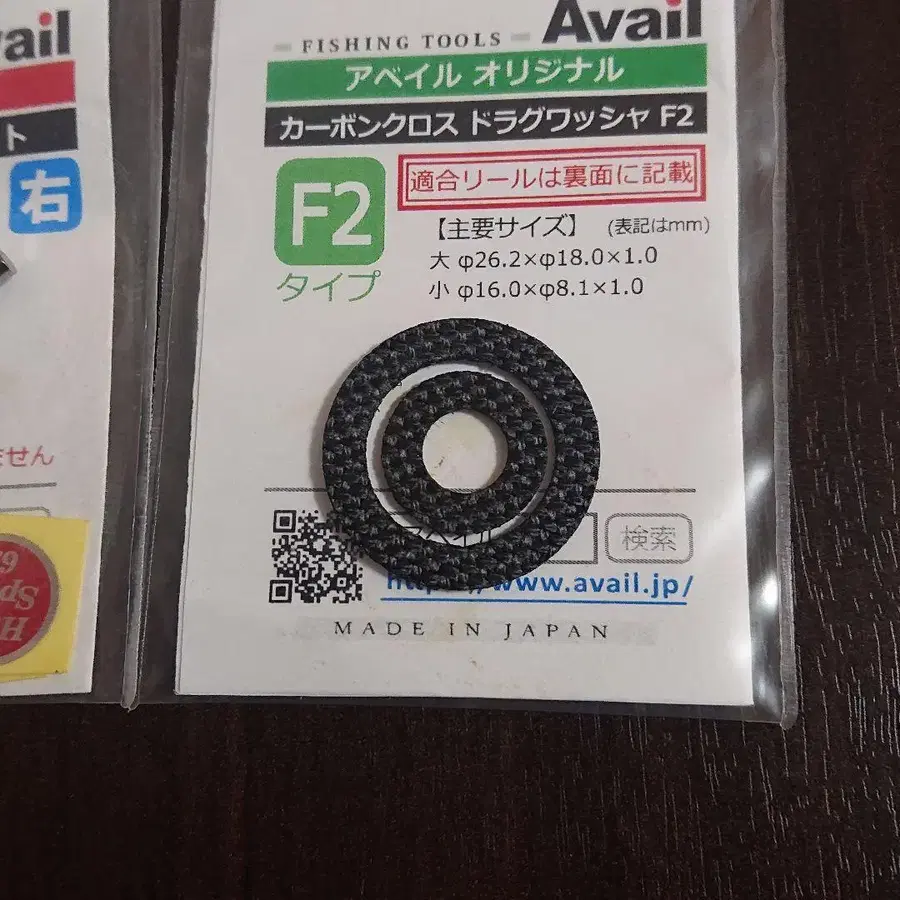 vail
ト
右
ません
FISHING TOOLS
Avail
アベイル オリジナル
カーボンクロス ドラグワッシャ F2
F2
タイプ
適合リールは裏面に記載
【主要サイズ】 (表記はmm)
大 φ26.2×φ18.0×1.0
小 φ16.0×φ8.1×1.0
検索
www.avail.jp/
MADE IN JAPAN
Sp
H